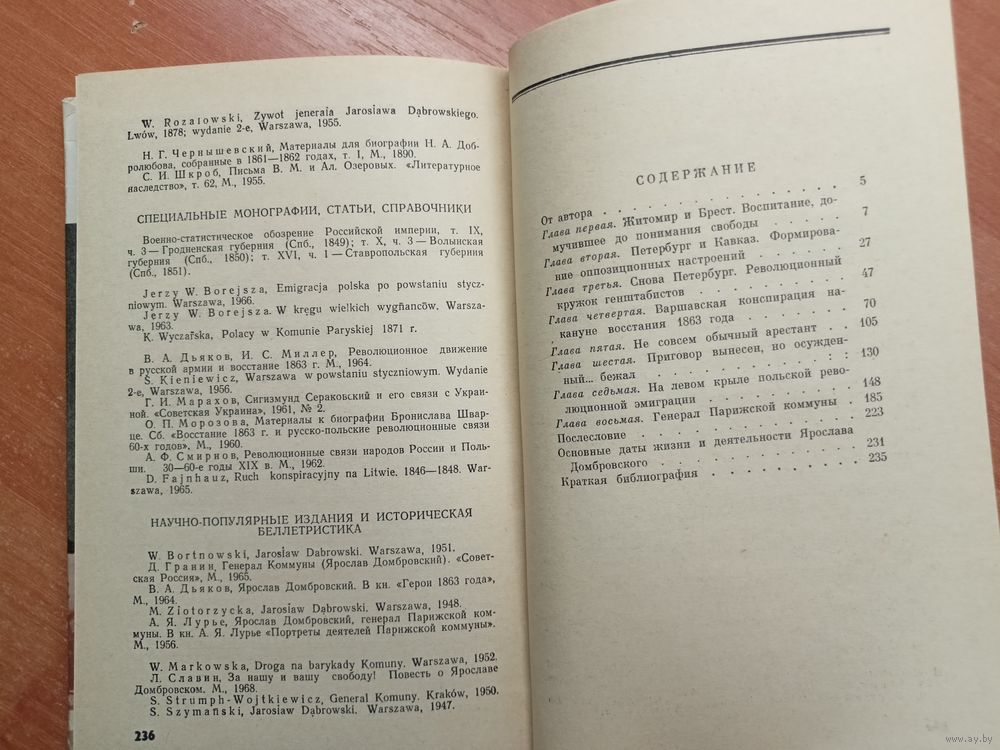 W. Rozalowski, Zywot jenerala Jarosława Dąbrowskiego.
Lwów, 1878; wydanie 2-e, Warszawa, 1955.
Н. Г. Чернышевский, Материалы для биографии Н. А. Доб-
ролюбова, собранные в 1861—1862 годах, т. I, М., 1890.
С. И. Шкроб, Письма В. М. и Ал. Озеровых. «Литературное
наследство», т. 62, М., 1955.
СПЕЦИАЛЬНЫЕ МОНОГРАФИИ, СТАТЬИ, СПРАВОЧНИКИ
Военно-статистическое обозрение Российской империи, т. IX,
ч. 3 — Гродненская губерния (Спб., 1849); т. X, ч. 3 — Волынская
губерния (Спб., 1850); т. XVI, ч. 1 — Ставропольская губерния
(Спб., 1851).
Jerzy W. Borejsza, Emigracja polska po powstaniu stycz-
niowym. Warszawa, 1966.
Jerzy W. Borejsza. W kręgu wielkich wygńancöw. Warsza-
wa, 1963.
K. Wyczańska, Polacy w Komunie Paryskiej 1871 r.
В. А. Дьяков, И. С. Миллер, Революционное движение
в русской армии и восстание 1863 г. М., 1964.
S. Kieniewicz, Warszawa w powstaniu styczniowym. Wydanie
2-e, Warszawa, 1956.
Г. И. Марахов, Сигизмунд Сераковский и его связи с Украи-
ной. «Советская Украина», 1961, № 2.
О. П. Морозова, Материалы к биографии Бронислава Швар-
це. Сб. «Восстание 1863 г. и русско-польские революционные связи
60-х годов», М., 1960.
А. Ф. Смирнов, Революционные связи народов России и Поль-
ши. 30—60-е годы XIX в. М., 1962.
D. Fajnhauz, Ruch konspiracyjny na Litwie. 1846—1848. War-
szawa, 1965.
НАУЧНО-ПОПУЛЯРНЫЕ ИЗДАНИЯ И ИСТОРИЧЕСКАЯ
БЕЛЛЕТРИСТИКА
W. Bortnowski, Jarosław Dabrowski. Warszawa, 1951.
Д. Гранин, Генерал Коммуны (Ярослав Домбровский). «Совет-
ская Россия», М., 1965.
В. А. Дьяков, Ярослав Домбровский. В кн. «Герои 1863 года»,
М., 1964.
M. Zlotorzycka, Jarosław Dąbrowski. Warszawa, 1948.
А. Я. Лурье, Ярослав Домбровский, генерал Парижской ком-
муны. В кн. А. Я. Лурье «Портреты деятелей Парижской коммуны».
М., 1956.
W. Markowska, Droga na barykady Komuny. Warszawa, 1952.
Л. Славин, За нашу и вашу свободу! Повесть о Ярославе
Домбровском. М., 1968.
S. Strumph-Wojtkiewicz, General Komuny. Kraków, 1950.
S. Szymański, Jarosław Dąbrowski. Warszawa, 1947.
236
СОДЕРЖАНИЕ
От автора . . . . . . . . . . . . 5
Глава первая. Житомир и Брест. Воспитание, до-
мучившее до понимания свободы . . . . . 7
Глава вторая. Петербург и Кавказ. Формирова-
ние оппозиционных настроений . . . . . 27
Глава третья. Снова Петербург. Революционный
кружок генштабистов . . . . . . . . 47
Глава четвертая. Варшавская конспирация на-
кануне восстания 1863 года . . . . . . 70
Глава пятая. Не совсем обычный арестант . . 105
Глава шестая. Приговор вынесен, но осужден-
ный... бежал . . . . . . . . . . 130
Глава седьмая. На левом крыле польской рево-
люционной эмиграции . . . . . . . . 148
Глава восьмая. Генерал Парижской коммуны . 185
Послесловие . . . . . . . . . . . 223
Основные даты жизни и деятельности Ярослава
Домбровского . . . . . . . . . . 231
Краткая библиография . . . . . . . . 235
www.ay.by